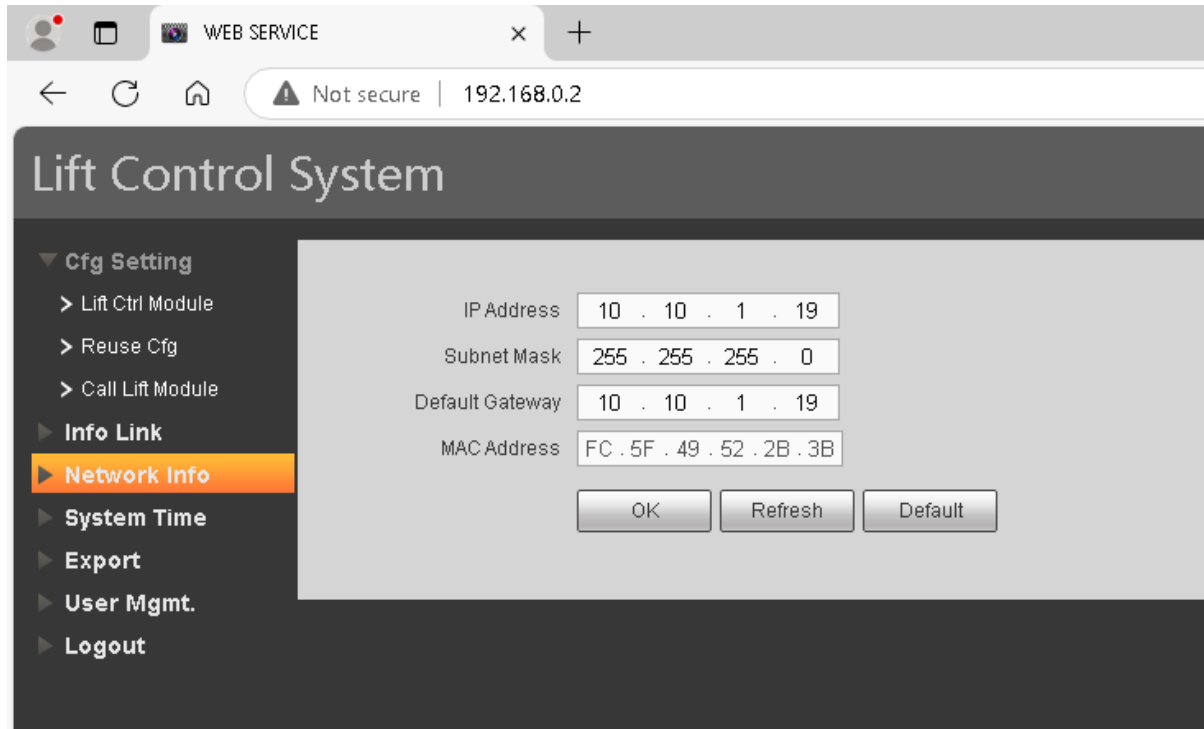 WEB SERVICE
Not secure | 192.168.0.2
Lift Control System
Cfg Setting
Lift Ctrl Module
Reuse Cfg
Call Lift Module
Info Link
Network Info
System Time
Export
User Mgmt.
Logout
IP Address 10 . 10 . 1 . 19
Subnet Mask 255 . 255 . 255 . 0
Default Gateway 10 . 10 . 1 . 19
MAC Address FC . 5F . 49 . 52 . 2B . 3B
OK Refresh Default